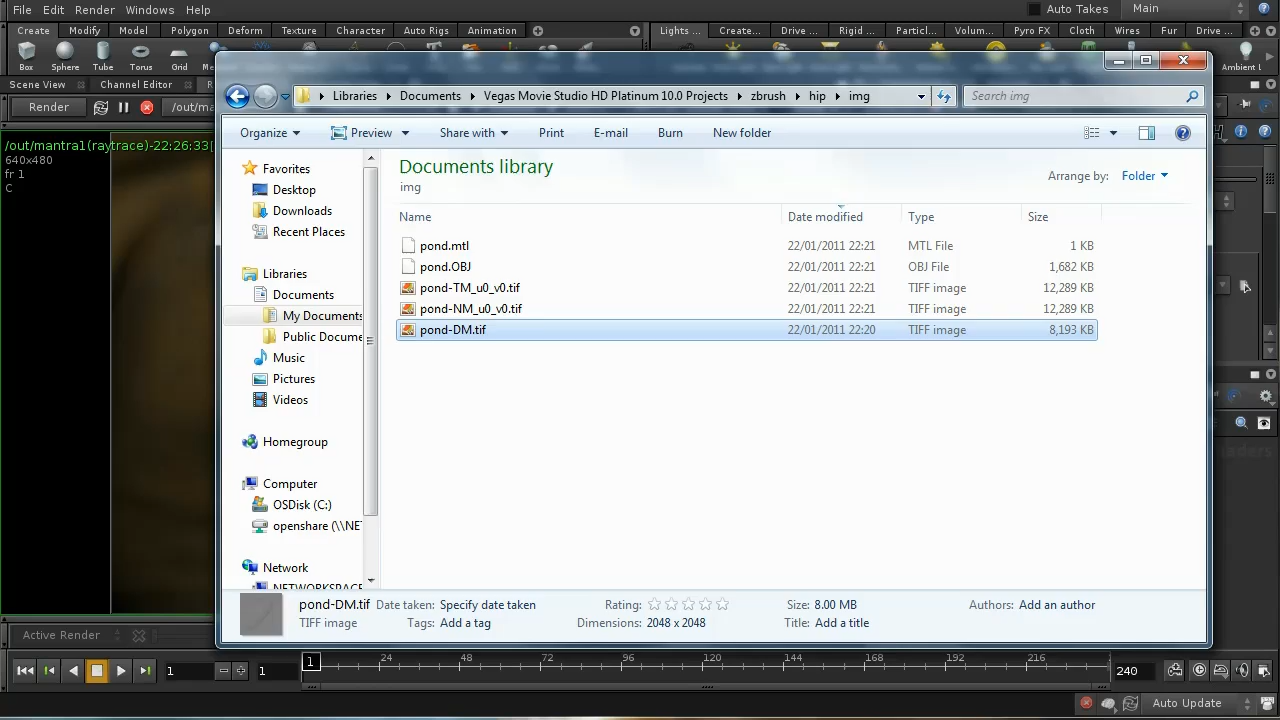 File Edit Render Windows Help
Auto Takes Main
Create Modify Model Polygon Deform Texture Character Auto Rigs Animation
Lights ... Create... Drive ... Rigid ... Particl... Volum... Pyro FX Cloth Wires Fur Drive ...
Box Sphere Tube Torus Grid
Ambient l
Scene View Channel Editor
Render /out/ma
Libraries Documents Vegas Movie Studio HD Platinum 10.0 Projects zbrush hip img
Search img
Organize Preview Share with Print E-mail Burn New folder
/out/mantra1(raytrace)-22:26:33[
640x480
fr 1
C
Favorites
Desktop
Downloads
Recent Places
Libraries
Documents
My Documents
Public Docume
Music
Pictures
Videos
Homegroup
Computer
OSDisk (C:)
openshare (\\NE
Network
NETWORKSPACE
Documents library
img
Arrange by: Folder
Name Date modified Type Size
pond.mtl 22/01/2011 22:21 MTL File 1 KB
pond.OBJ 22/01/2011 22:21 OBJ File 1,682 KB
pond-TM_u0_v0.tif 22/01/2011 22:21 TIFF image 12,289 KB
pond-NM_u0_v0.tif 22/01/2011 22:21 TIFF image 12,289 KB
pond-DM.tif 22/01/2011 22:20 TIFF image 8,193 KB
pond-DM.tif Date taken: Specify date taken Rating: Size: 8.00 MB Authors: Add an author
TIFF image Tags: Add a tag Dimensions: 2048 x 2048 Title: Add a title
Active Render
1 1 1 24 48 72 96 120 144 168 192 216 240
Auto Update